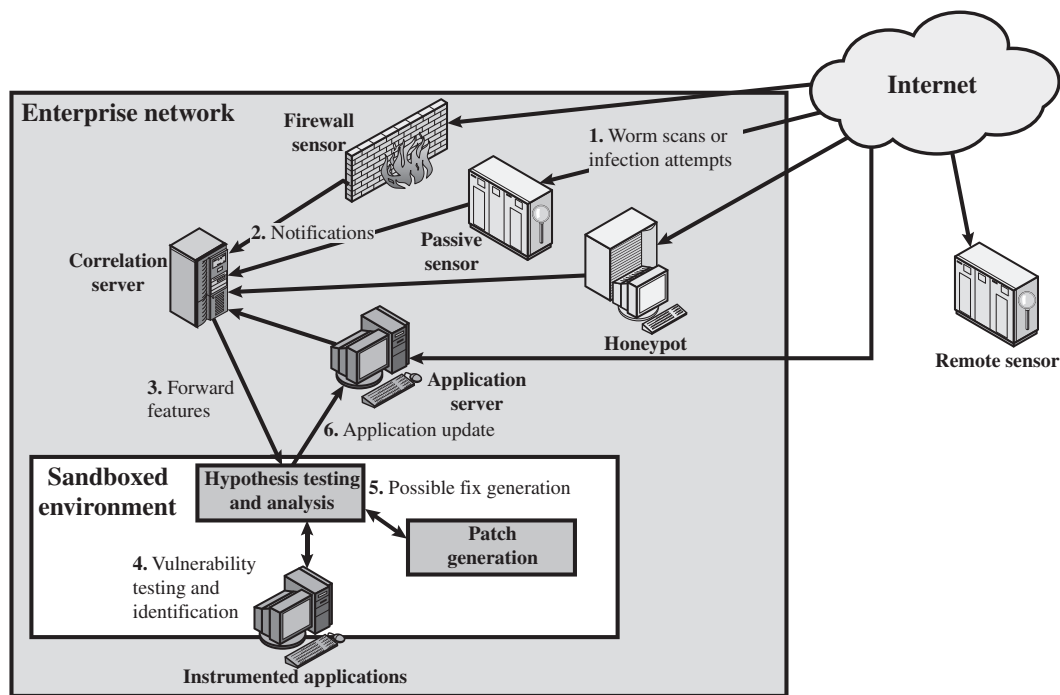 Internet
Enterprise network
Firewall
sensor
1. Worm scans or
infection attempts
2. Notifications
Passive
sensor
Correlation
server
Honeypot
Remote sensor
3. Forward
features
Application
server
6. Application update
Sandboxed
environment
Hypothesis testing
and analysis
5. Possible fix generation
Patch
generation
4. Vulnerability
testing and
identification
Instrumented applications